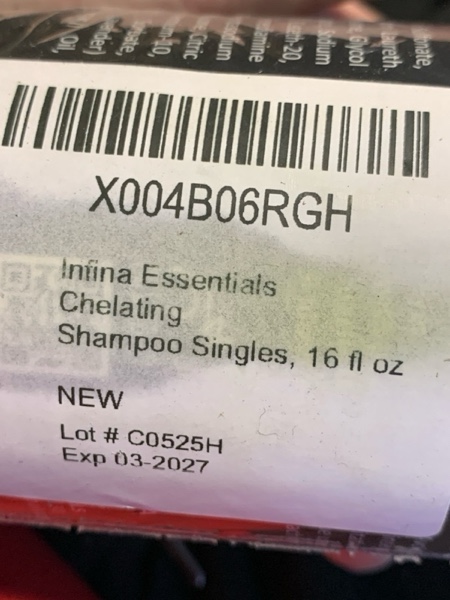 X004B06RGH
Infina Essentials
Chelating
Shampoo Singles, 16 fl oz
NEW
Lot # C0525H
Exp 03-2027